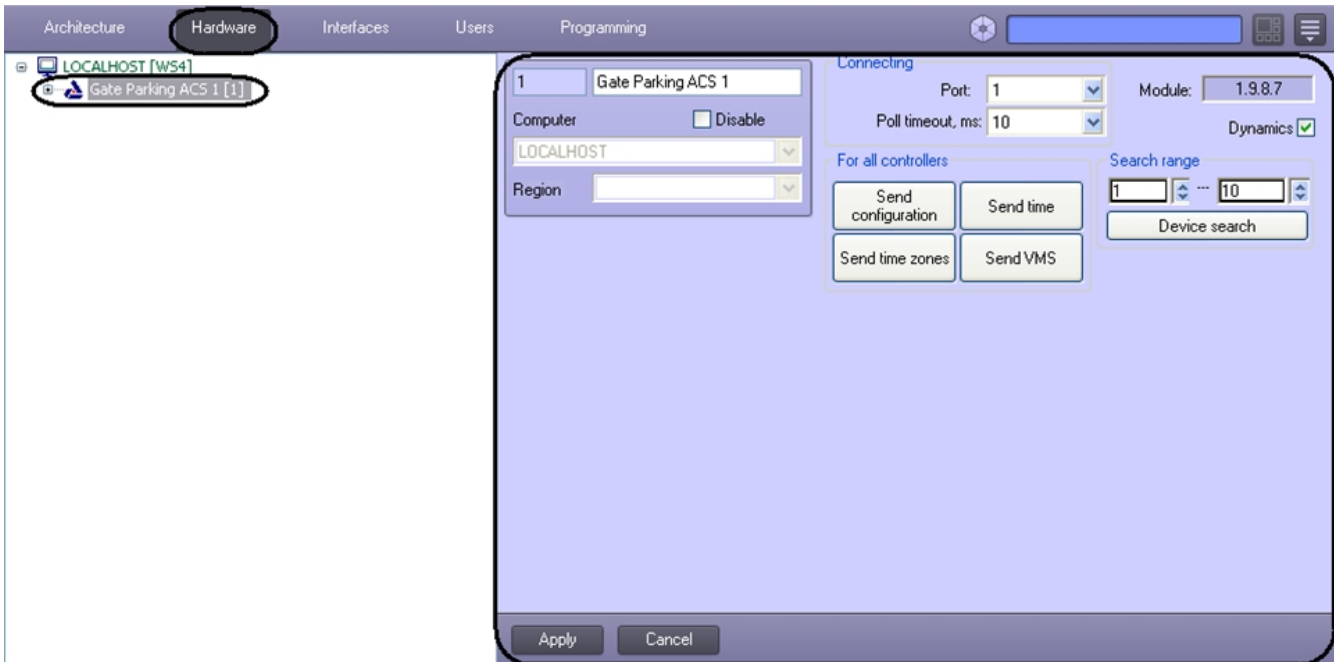 Architecture Hardware Interfaces Users Programming
LOCALHOST [WS4]
Gate Parking ACS 1 [1]
1 Gate Parking ACS 1
Computer Disable
LOCALHOST
Region
Connecting
Port: 1
Poll timeout, ms: 10
Module: 1.9.8.7
Dynamics
For all controllers
Send configuration
Send time
Send time zones
Send VMS
Search range
1 ... 10
Device search
Apply Cancel